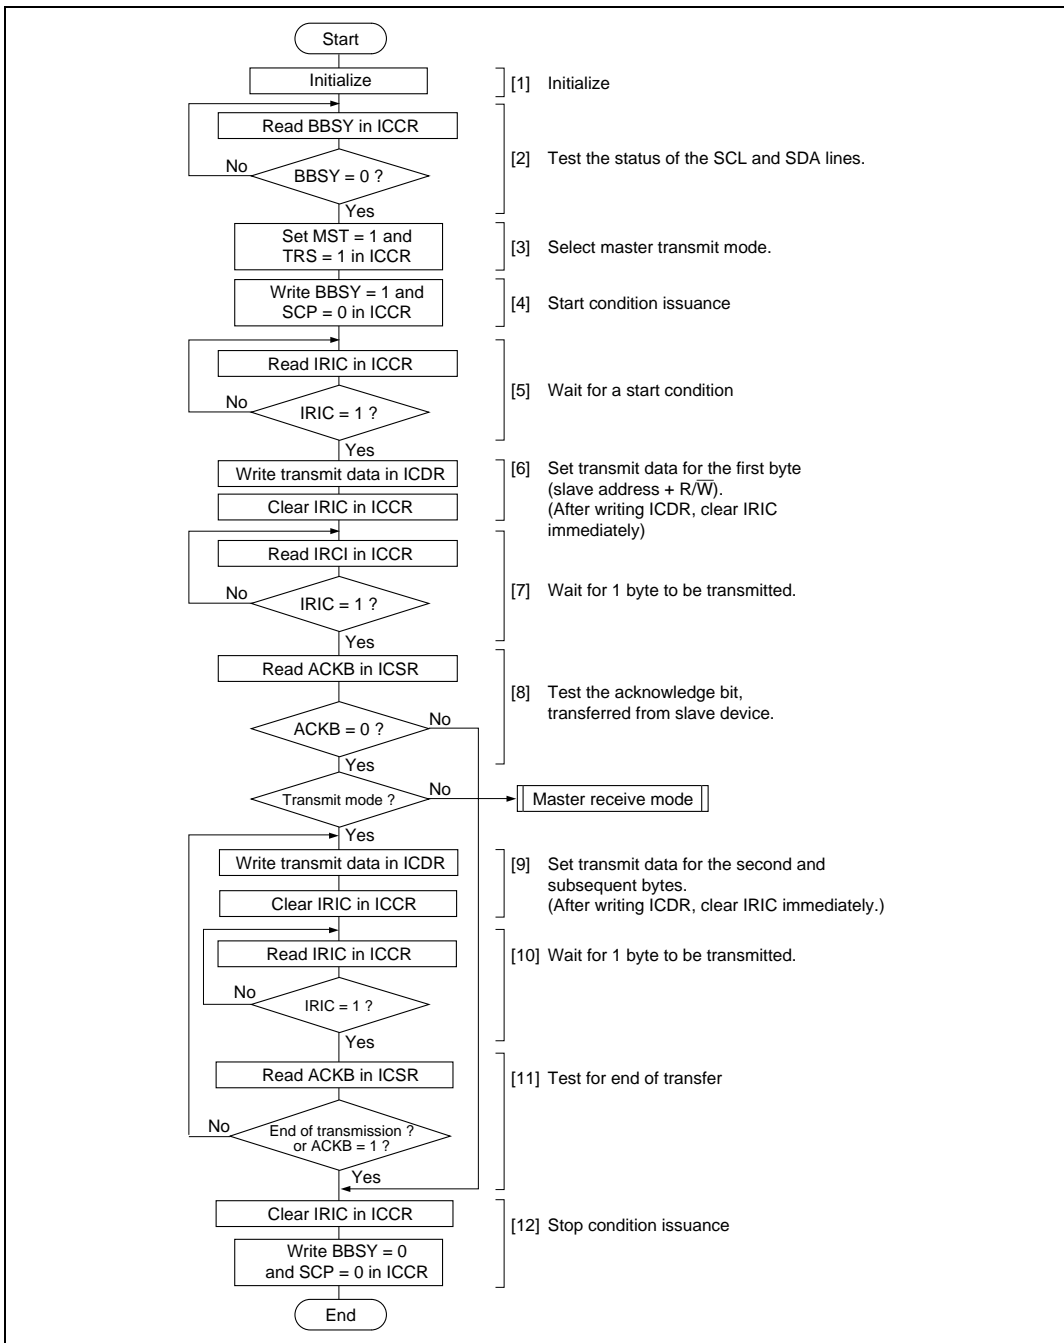 Start
Initialize
[1] Initialize
Read BBSY in ICCR
[2] Test the status of the SCL and SDA lines.
No
BBSY = 0 ?
Yes
Set MST = 1 and
TRS = 1 in ICCR
[3] Select master transmit mode.
Write BBSY = 1 and
SCP = 0 in ICCR
[4] Start condition issuance
Read IRIC in ICCR
[5] Wait for a start condition
No
IRIC = 1 ?
Yes
Write transmit data in ICDR
Clear IRIC in ICCR
[6] Set transmit data for the first byte
(slave address + R/W̅).
(After writing ICDR, clear IRIC
immediately)
Read IRCI in ICCR
[7] Wait for 1 byte to be transmitted.
No
IRIC = 1 ?
Yes
Read ACKB in ICSR
[8] Test the acknowledge bit,
transferred from slave device.
ACKB = 0 ?
No
Yes
Transmit mode ?
No
Master receive mode
Yes
Write transmit data in ICDR
Clear IRIC in ICCR
[9] Set transmit data for the second and
subsequent bytes.
(After writing ICDR, clear IRIC immediately.)
Read IRIC in ICCR
[10] Wait for 1 byte to be transmitted.
No
IRIC = 1 ?
Yes
Read ACKB in ICSR
[11] Test for end of transfer
No
End of transmission ?
or ACKB = 1 ?
Yes
Clear IRIC in ICCR
[12] Stop condition issuance
Write BBSY = 0
and SCP = 0 in ICCR
End